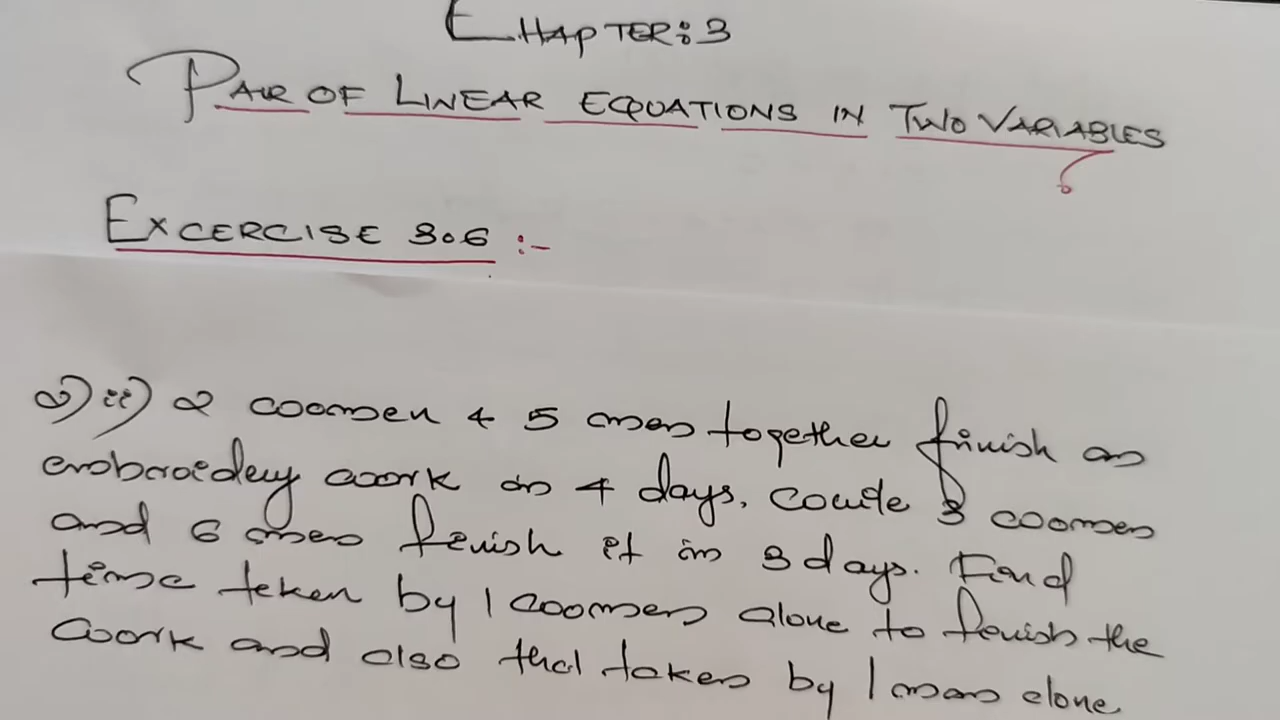 CHAPTER:3
PAIR OF LINEAR EQUATIONS IN TWO VARIABLES
EXCERCISE 3.6 :-
2) ii) 2 women & 5 men together finish an
embroidery work in 4 days, while 3 women
and 6 men finish it in 3 days. Find
time taken by 1 women alone to finish the
work and also that taken by 1 man alone